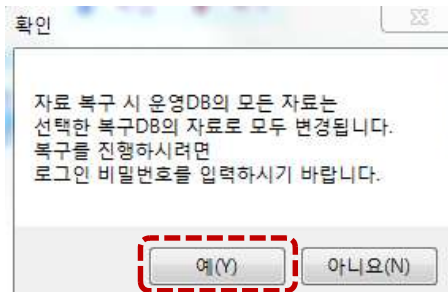 확인
자료 복구 시 운영DB의 모든 자료는
선택한 복구DB의 자료로 모두 변경됩니다.
복구를 진행하시려면
로그인 비밀번호를 입력하시기 바랍니다.
예(Y) 아니요(N)